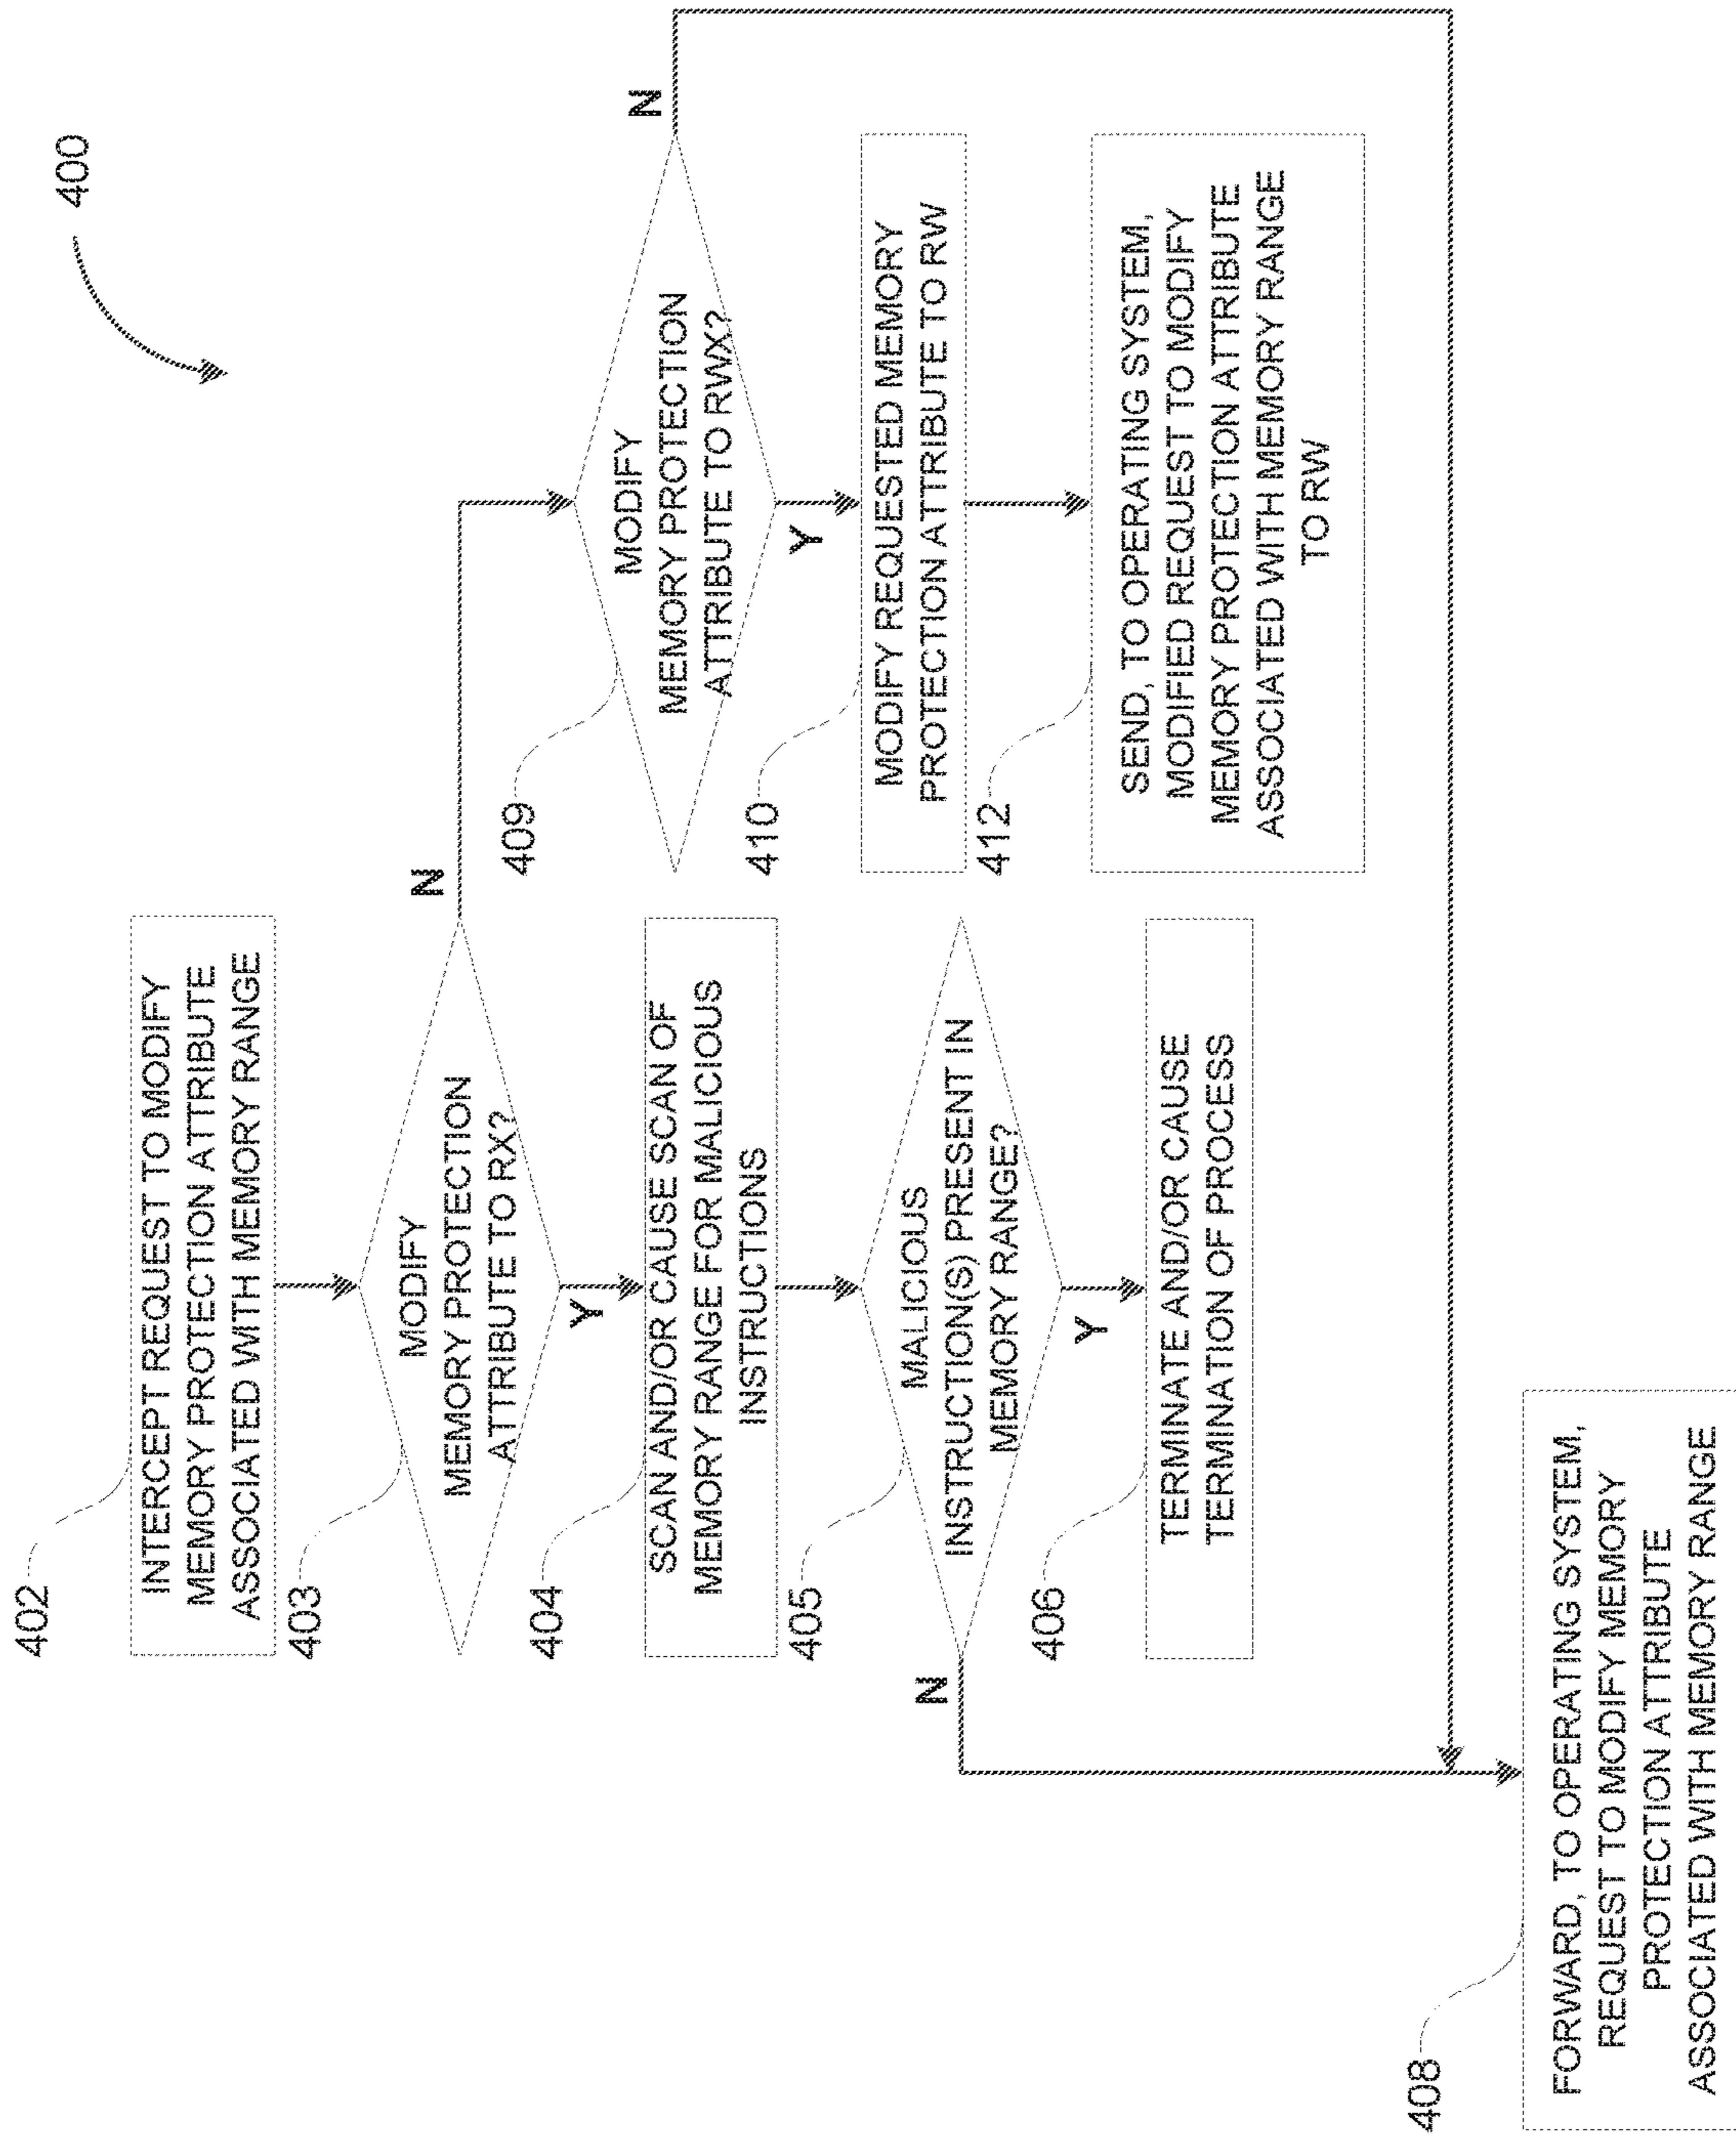 400
402
INTERCEPT REQUEST TO MODIFY
MEMORY PROTECTION ATTRIBUTE
ASSOCIATED WITH MEMORY RANGE
403
MODIFY
MEMORY PROTECTION
ATTRIBUTE TO RX?
N
Y
404
SCAN AND/OR CAUSE SCAN OF
MEMORY RANGE FOR MALICIOUS
INSTRUCTIONS
405
MALICIOUS
INSTRUCTION(S) PRESENT IN
MEMORY RANGE?
N
Y
406
TERMINATE AND/OR CAUSE
TERMINATION OF PROCESS
408
FORWARD, TO OPERATING SYSTEM,
REQUEST TO MODIFY MEMORY
PROTECTION ATTRIBUTE
ASSOCIATED WITH MEMORY RANGE
409
MODIFY
MEMORY PROTECTION
ATTRIBUTE TO RWX?
N
Y
410
MODIFY REQUESTED MEMORY
PROTECTION ATTRIBUTE TO RW
412
SEND, TO OPERATING SYSTEM,
MODIFIED REQUEST TO MODIFY
MEMORY PROTECTION ATTRIBUTE
ASSOCIATED WITH MEMORY RANGE
TO RW